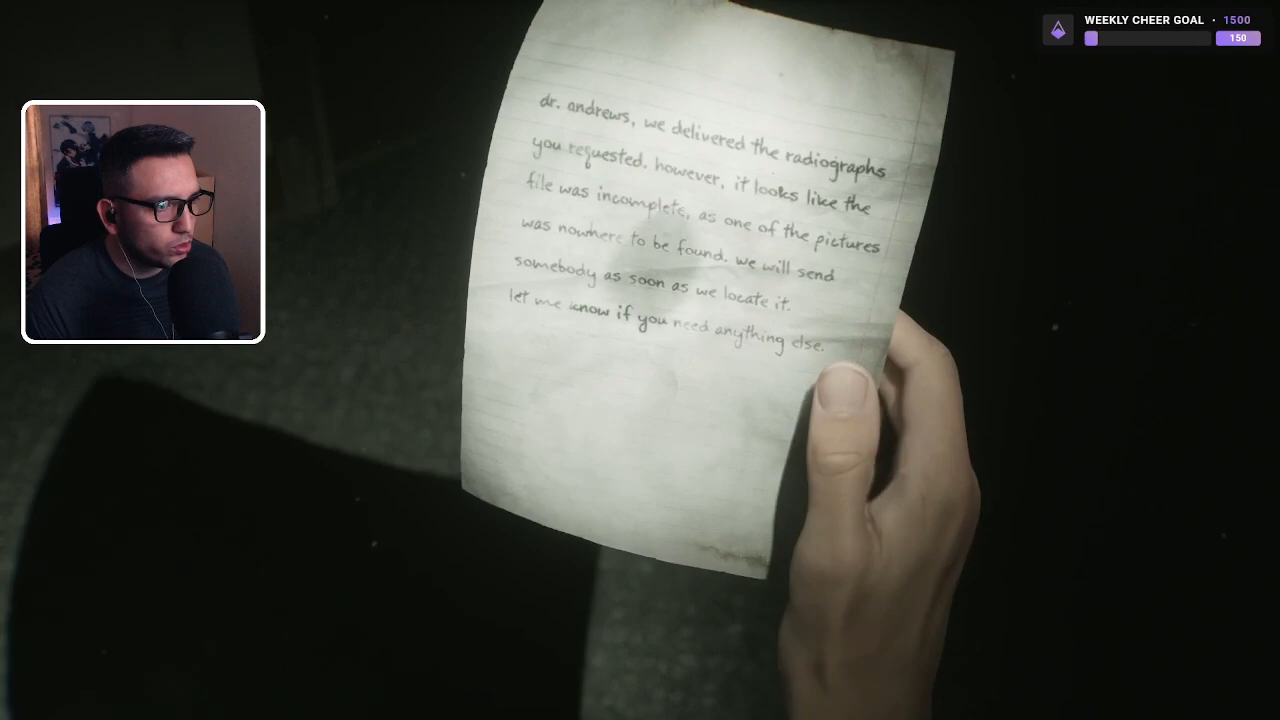 WEEKLY CHEER GOAL · 1500
150
dr. andrews, we delivered the radiographs
you requested. however, it looks like the
file was incomplete, as one of the pictures
was nowhere to be found. we will send
somebody as soon as we locate it.
let me know if you need anything else.